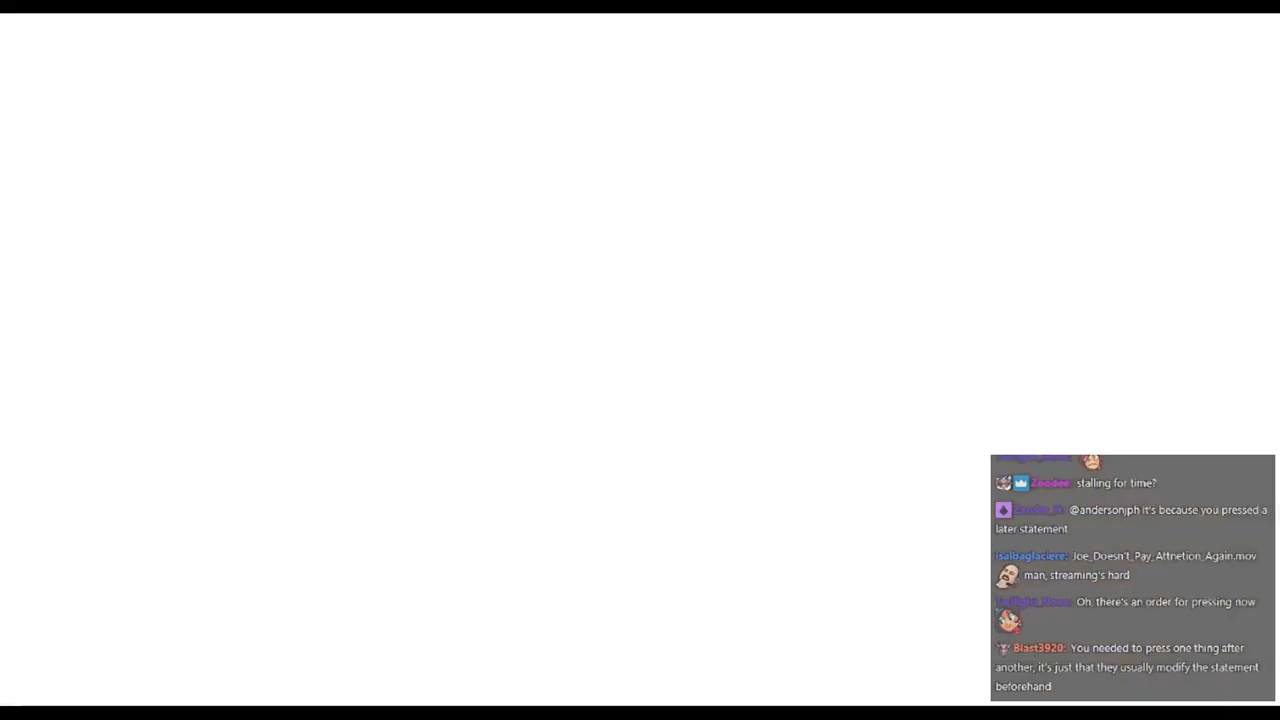 Zoodee: stalling for time?
@andersonjph It's because you pressed a
later statement
isalbaglaciere: Joe_Doesn't_Pay_Attnetion_Again.mov
man, streaming's hard
Oh, there's an order for pressing now
Blast3920: You needed to press one thing after
another, it's just that they usually modify the statement
beforehand